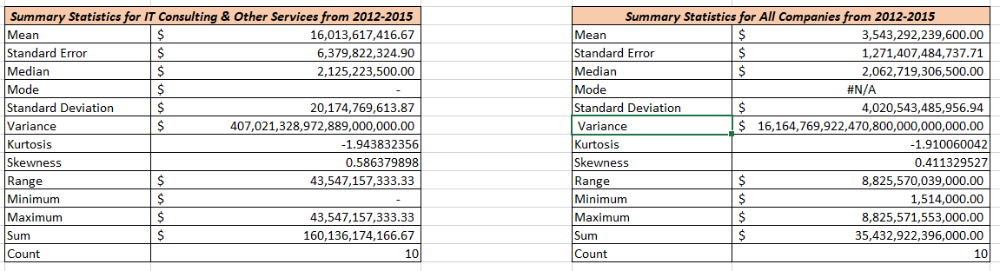 Summary Statistics for IT Consulting & Other Services from 2012-2015
Mean $ 16,013,617,416.67
Standard Error $ 6,379,822,324.90
Median $ 2,125,223,500.00
Mode $ -
Standard Deviation $ 20,174,769,613.87
Variance $ 407,021,328,972,889,000,000.00
Kurtosis -1.943832356
Skewness 0.586379898
Range $ 43,547,157,333.33
Minimum $ -
Maximum $ 43,547,157,333.33
Sum $ 160,136,174,166.67
Count 10
Summary Statistics for All Companies from 2012-2015
Mean $ 3,543,292,239,600.00
Standard Error $ 1,271,407,484,737.71
Median $ 2,062,719,306,500.00
Mode #N/A
Standard Deviation $ 4,020,543,485,956.94
Variance $ 16,164,769,922,470,800,000,000,000.00
Kurtosis -1.910060042
Skewness 0.411329527
Range $ 8,825,570,039,000.00
Minimum $ 1,514,000.00
Maximum $ 8,825,571,553,000.00
Sum $ 35,432,922,396,000.00
Count 10